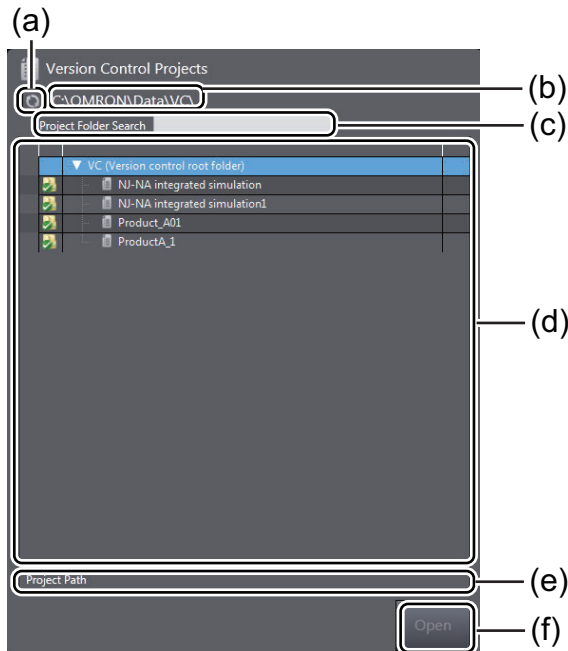 (a)
Version Control Projects
C:\OMRON\Data\VC\
(b)
Project Folder Search
(c)
VC (Version control root folder)
NJ-NA integrated simulation
NJ-NA integrated simulation1
Product_A01
ProductA_1
(d)
Project Path
(e)
Open
(f)